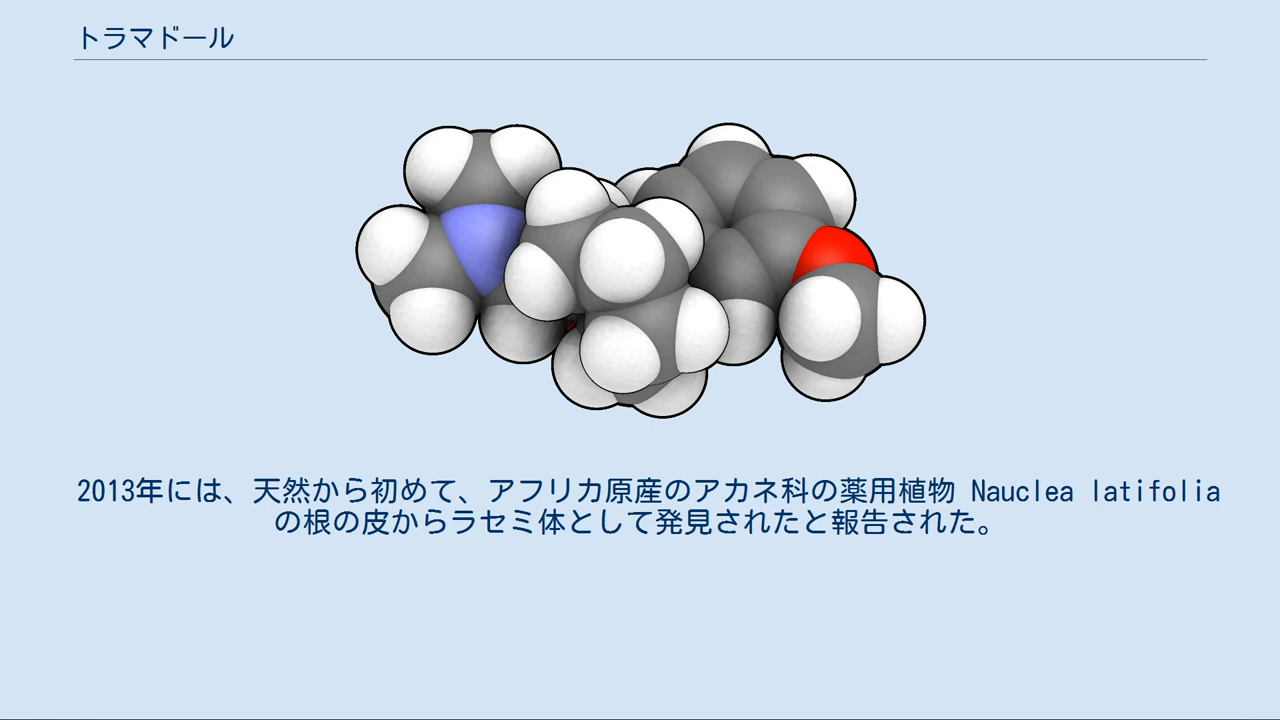 トラマドール
2013年には、天然から初めて、アフリカ原産のアカネ科の薬用植物 Nauclea latifolia
の根の皮からラセミ体として発見されたと報告された。